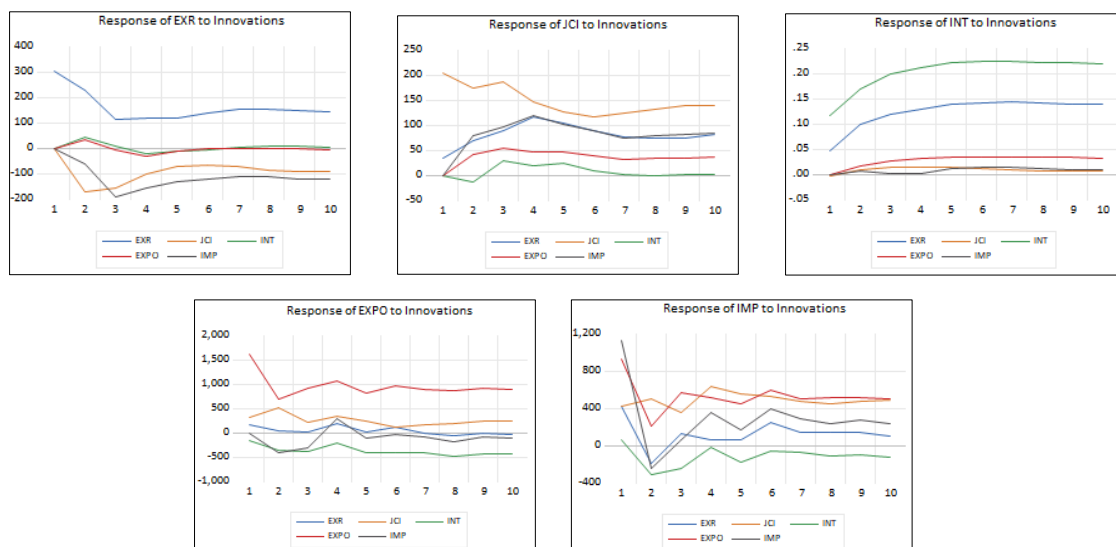 Response of EXR to Innovations
400
300
200
100
0
-100
-200
1 2 3 4 5 6 7 8 9 10
EXR JCI INT
EXPO IMP
Response of JCI to Innovations
250
200
150
100
50
0
-50
1 2 3 4 5 6 7 8 9 10
EXR JCI INT
EXPO IMP
Response of INT to Innovations
.25
.20
.15
.10
.05
.00
-.05
1 2 3 4 5 6 7 8 9 10
EXR JCI INT
EXPO IMP
Response of EXPO to Innovations
2,000
1,500
1,000
500
0
-500
-1,000
1 2 3 4 5 6 7 8 9 10
EXR JCI INT
EXPO IMP
Response of IMP to Innovations
1,200
800
400
0
-400
1 2 3 4 5 6 7 8 9 10
EXR JCI INT
EXPO IMP